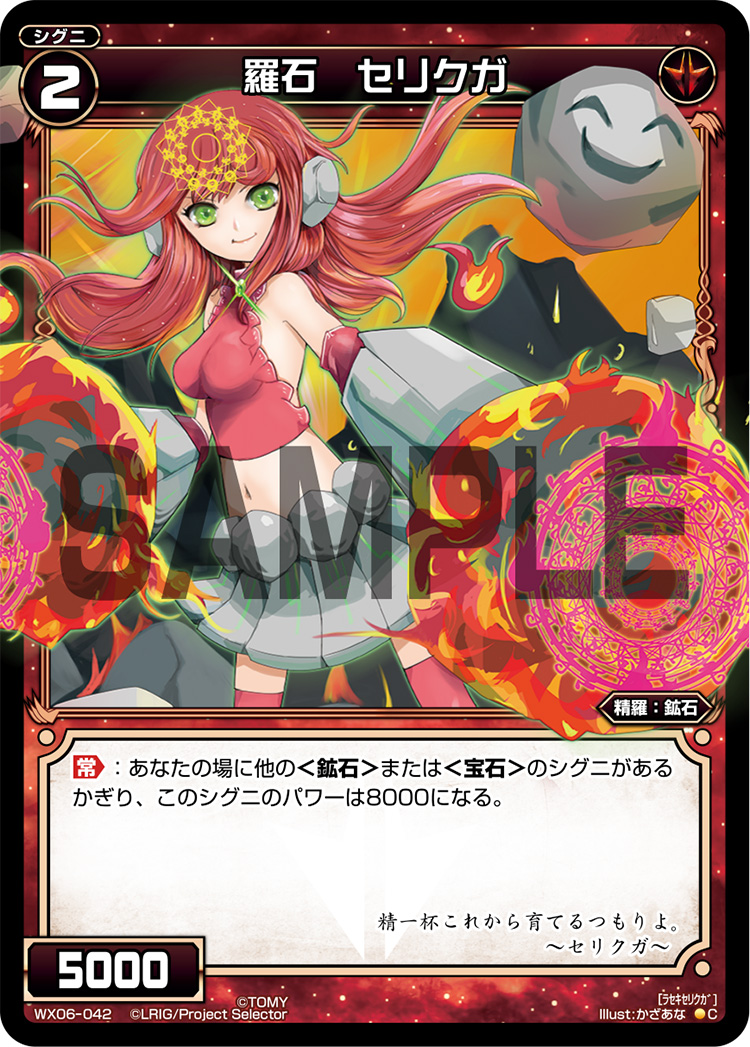 シグニ
2
羅石　セリクガ
SAMPLE
精羅：鉱石
常：あなたの場に他の＜鉱石＞または＜宝石＞のシグニがある
かぎり、このシグニのパワーは8000になる。
精一杯これから育てるつもりよ。
～セリクガ～
5000
©TOMY
[ﾗｾｷｾﾘｸｶﾞ]
WX06-042 ©LRIG/Project Selector
Illust:かざあな C